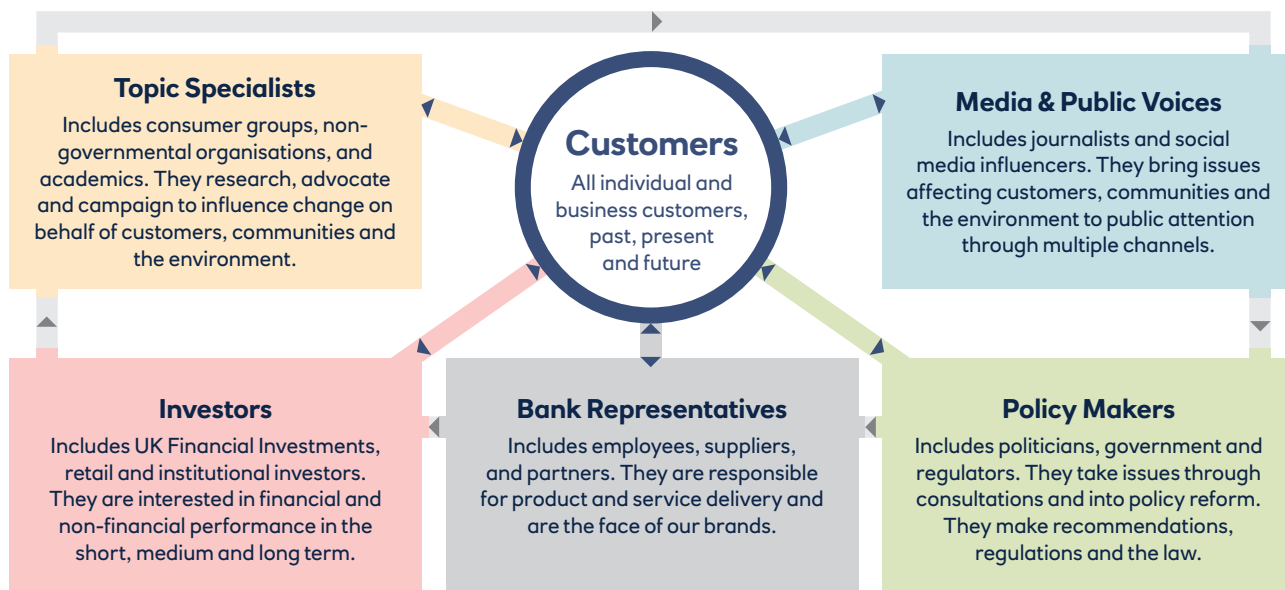 Topic Specialists
Includes consumer groups, non-
governmental organisations, and
academics. They research, advocate
and campaign to influence change on
behalf of customers, communities and
the environment.
Customers
All individual and
business customers,
past, present
and future
Media & Public Voices
Includes journalists and social
media influencers. They bring issues
affecting customers, communities and
the environment to public attention
through multiple channels.
Investors
Includes UK Financial Investments,
retail and institutional investors.
They are interested in financial and
non-financial performance in the
short, medium and long term.
Bank Representatives
Includes employees, suppliers,
and partners. They are responsible
for product and service delivery and
are the face of our brands.
Policy Makers
Includes politicians, government and
regulators. They take issues through
consultations and into policy reform.
They make recommendations,
regulations and the law.